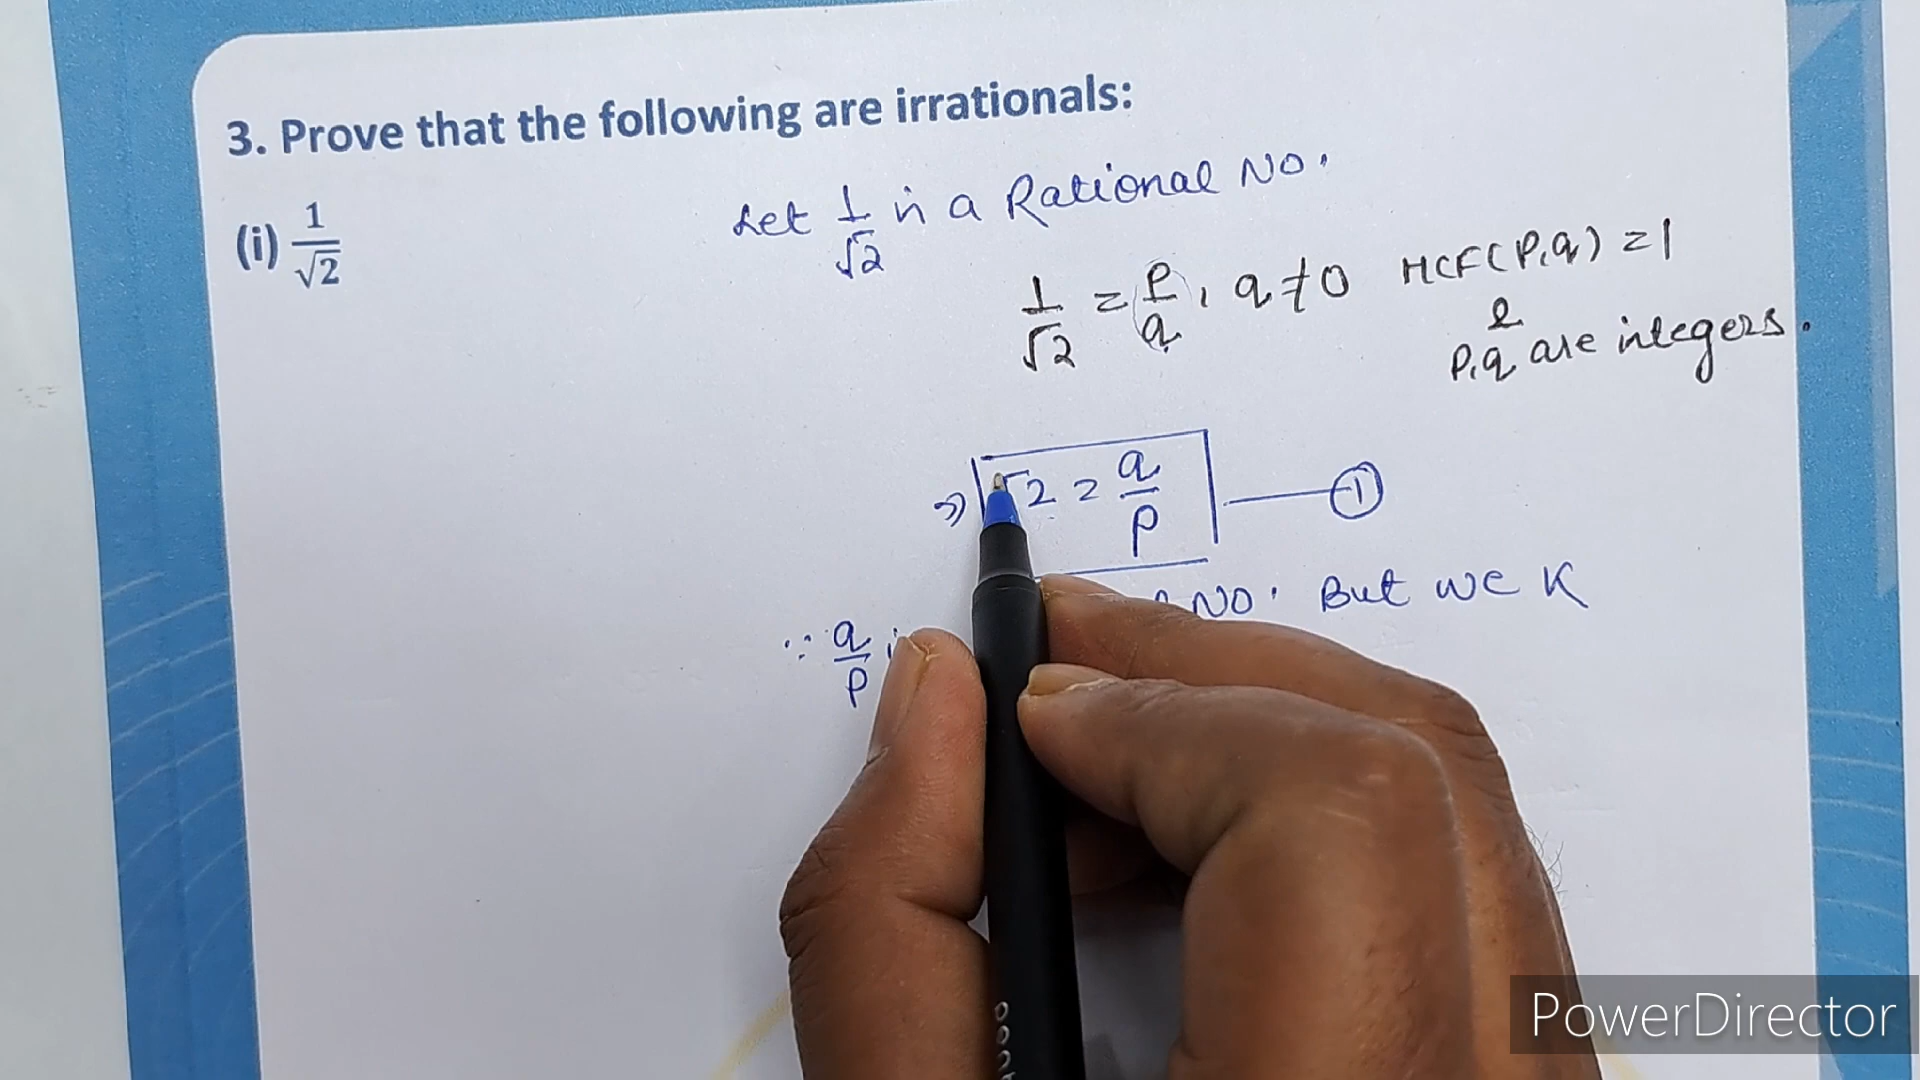 3. Prove that the following are irrationals:
(i) 1/√2
Let 1/√2 is a Rational NO.
1/√2 = p/q, q≠0 HCF(P,q) = 1
&
P,q are integers.
⇒ √2 = q/p — ①
∵ q/p NO. But we K
PowerDirector